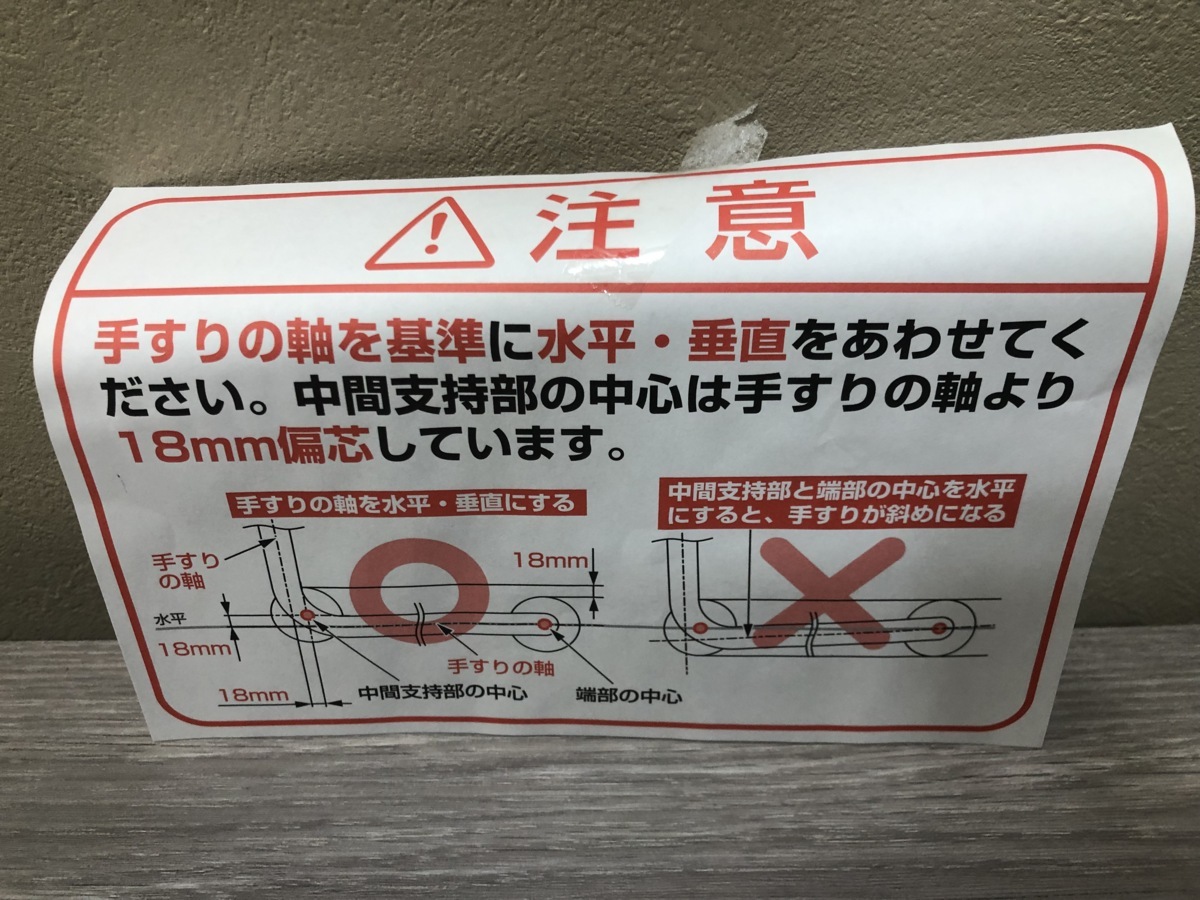 注意
手すりの軸を基準に水平・垂直をあわせてく
ださい。中間支持部の中心は手すりの軸より
18mm偏芯しています。
手すりの軸を水平・垂直にする
手すり
の軸
18mm
水平
18mm
手すりの軸
18mm
中間支持部の中心
端部の中心
中間支持部と端部の中心を水平
にすると、手すりが斜めになる